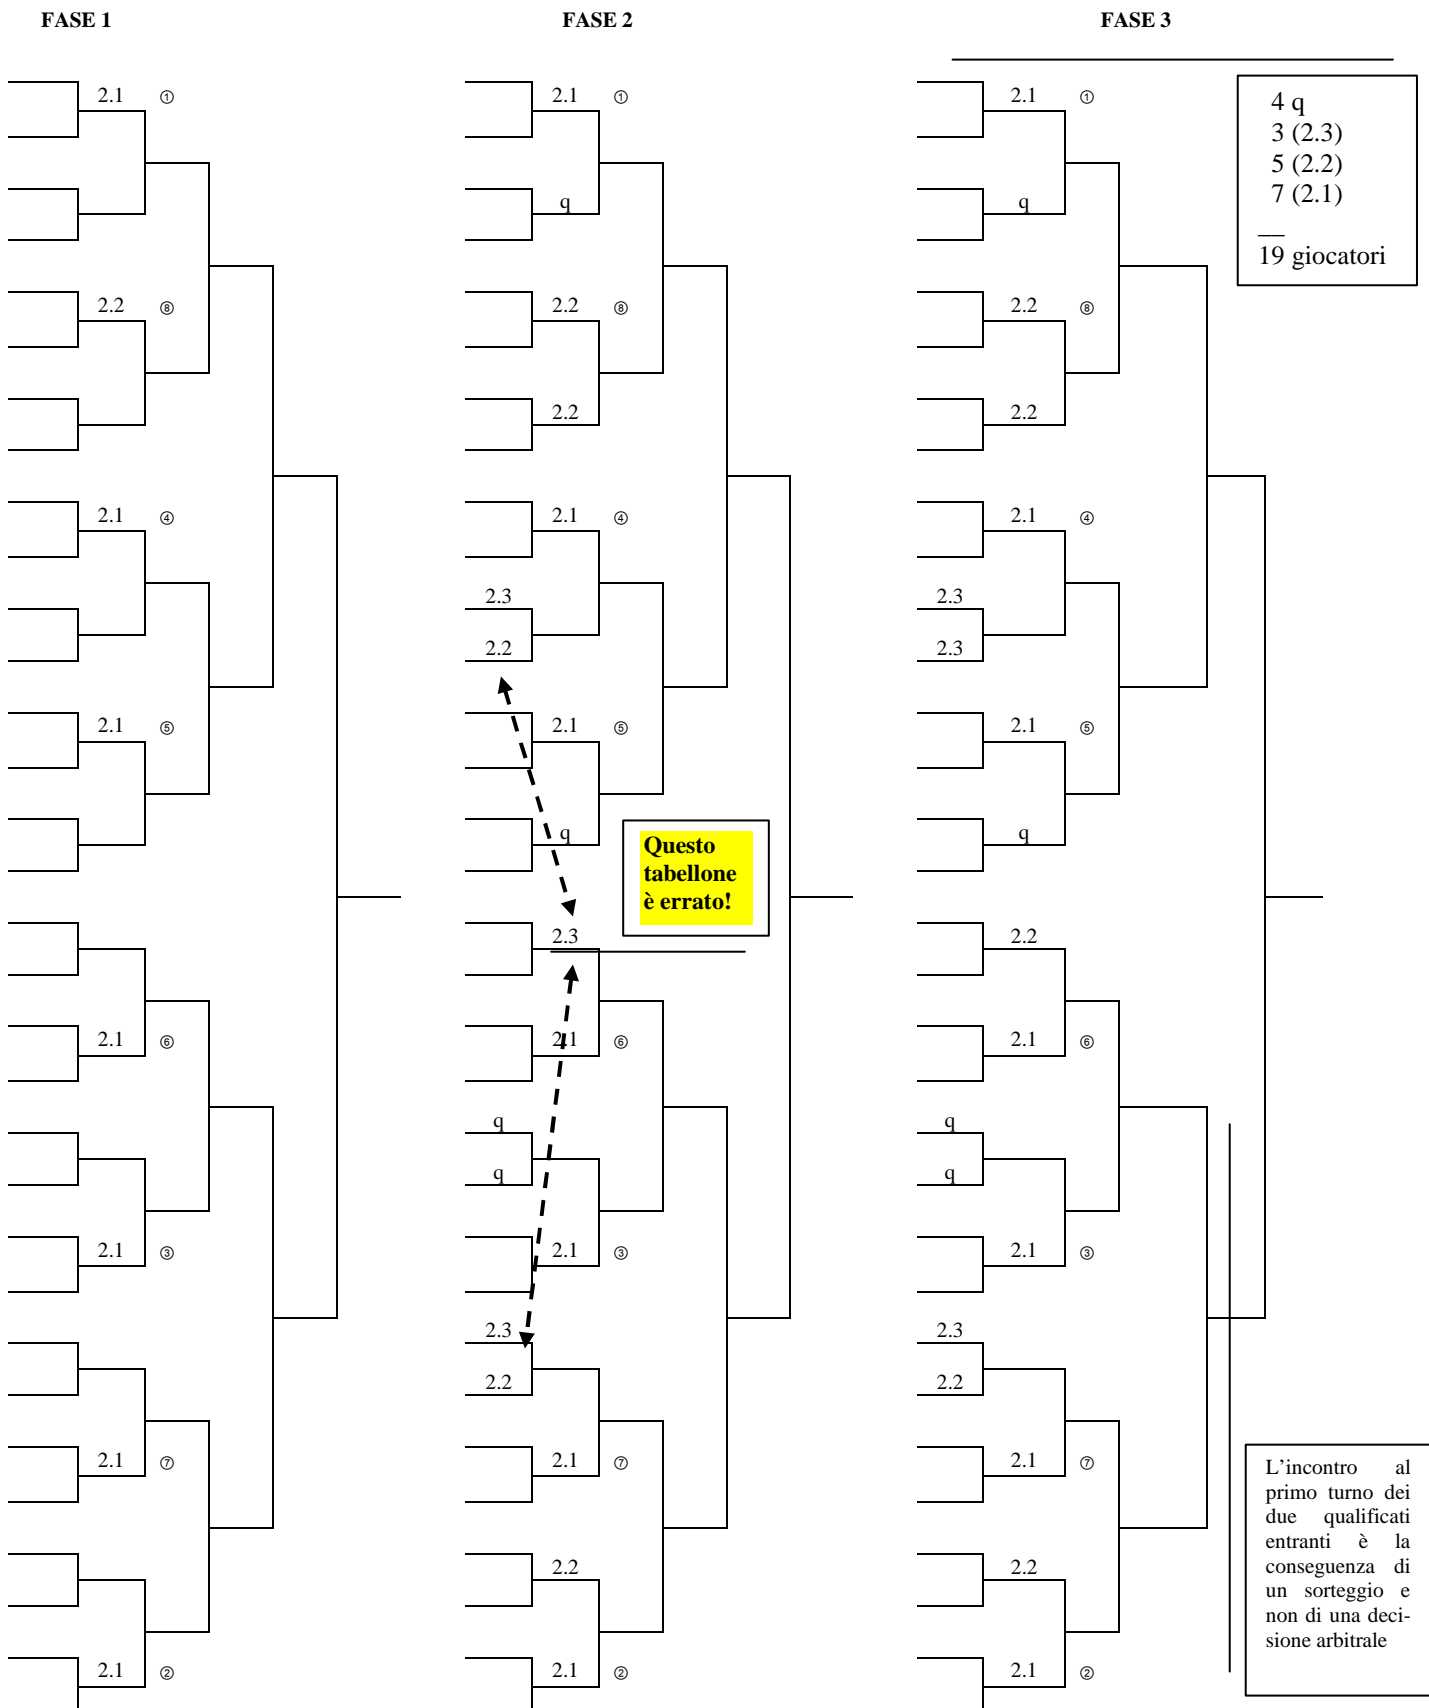 FASE 1
2.1 ①
2.2 ⑧
2.1 ④
2.1 ⑤
2.1 ⑥
2.1 ③
2.1 ⑦
2.1 ②
FASE 2
2.1 ①
q
2.2 ⑧
2.2
2.1 ④
2.3
2.2
2.1 ⑤
q
Questo
tabellone
è errato!
2.3
2.1 ⑥
q
q
2.1 ③
2.3
2.2
2.1 ⑦
2.2
2.1 ②
FASE 3
4 q
3 (2.3)
5 (2.2)
7 (2.1)
__
19 giocatori
2.1 ①
q
2.2 ⑧
2.2
2.1 ④
2.3
2.3
2.1 ⑤
q
2.2
2.1 ⑥
q
q
2.1 ③
2.3
2.2
2.1 ⑦
2.2
2.1 ②
L'incontro al
primo turno dei
due qualificati
entranti è la
conseguenza di
un sorteggio e
non di una deci-
sione arbitrale